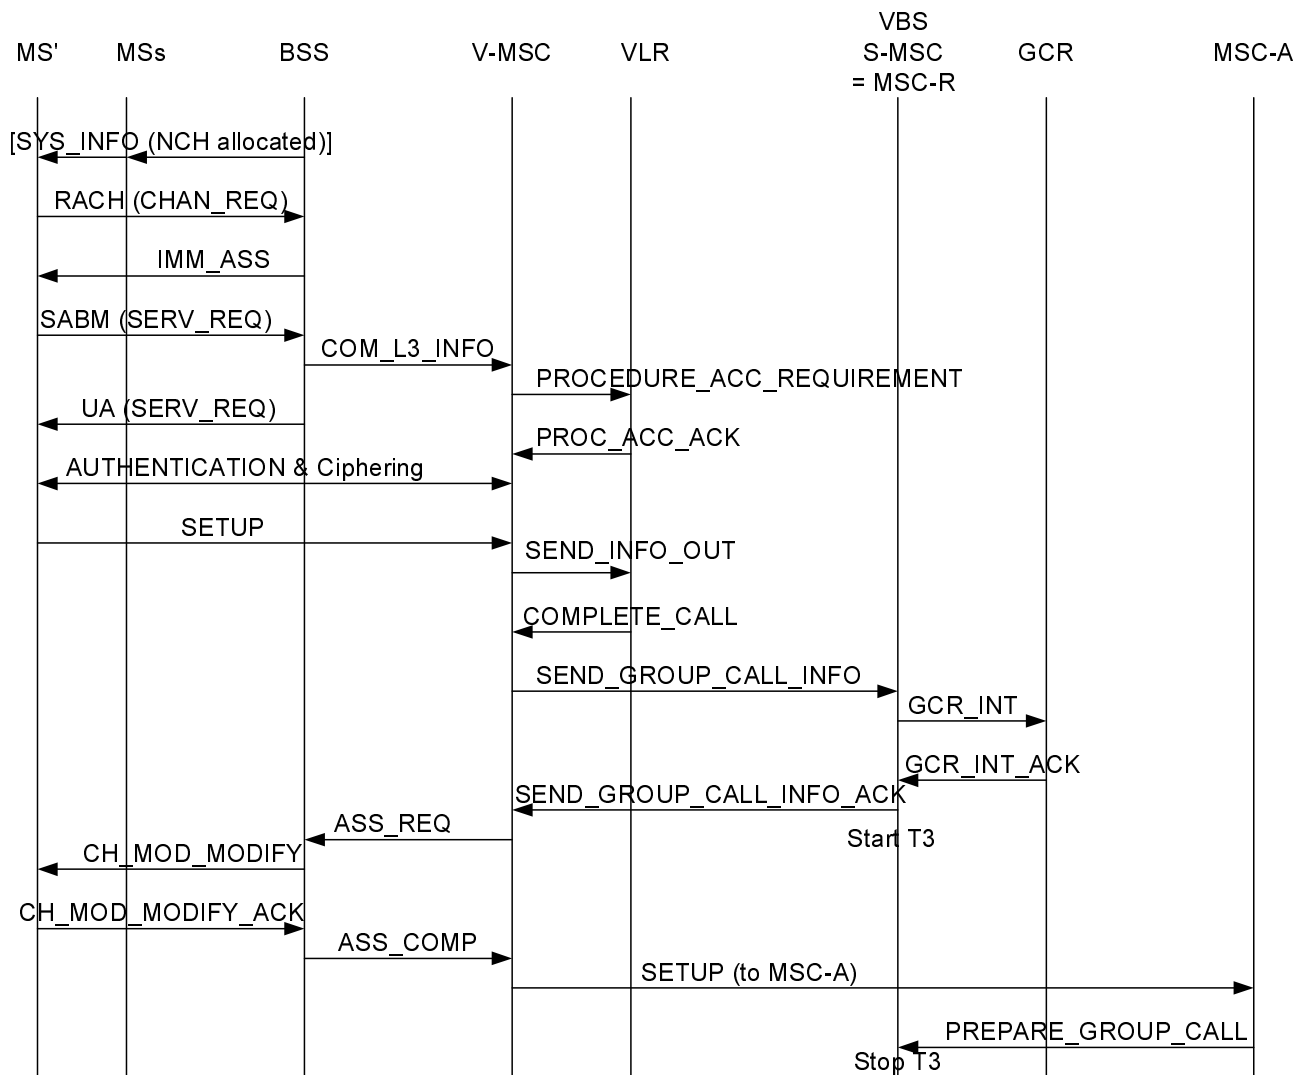 VBS
MS' MSs BSS V-MSC VLR S-MSC GCR MSC-A
= MSC-R
[SYS_INFO (NCH allocated)]
RACH (CHAN_REQ)
IMM_ASS
SABM (SERV_REQ)
COM_L3_INFO
PROCEDURE_ACC_REQUIREMENT
UA (SERV_REQ)
PROC_ACC_ACK
AUTHENTICATION & Ciphering
SETUP
SEND_INFO_OUT
COMPLETE_CALL
SEND_GROUP_CALL_INFO
GCR_INT
GCR_INT_ACK
SEND_GROUP_CALL_INFO_ACK
ASS_REQ
Start T3
CH_MOD_MODIFY
CH_MOD_MODIFY_ACK
ASS_COMP
SETUP (to MSC-A)
PREPARE_GROUP_CALL
Stop T3